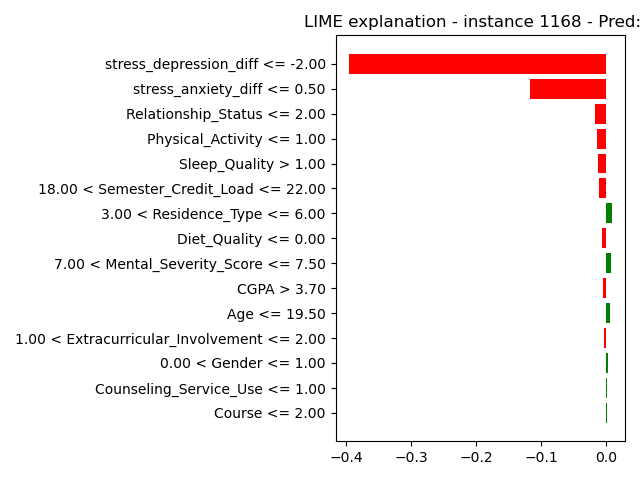 LIME explanation - instance 1168 - Pred:
stress_depression_diff <= -2.00
stress_anxiety_diff <= 0.50
Relationship_Status <= 2.00
Physical_Activity <= 1.00
Sleep_Quality > 1.00
18.00 < Semester_Credit_Load <= 22.00
3.00 < Residence_Type <= 6.00
Diet_Quality <= 0.00
7.00 < Mental_Severity_Score <= 7.50
CGPA > 3.70
Age <= 19.50
1.00 < Extracurricular_Involvement <= 2.00
0.00 < Gender <= 1.00
Counseling_Service_Use <= 1.00
Course <= 2.00
−0.4 −0.3 −0.2 −0.1 0.0